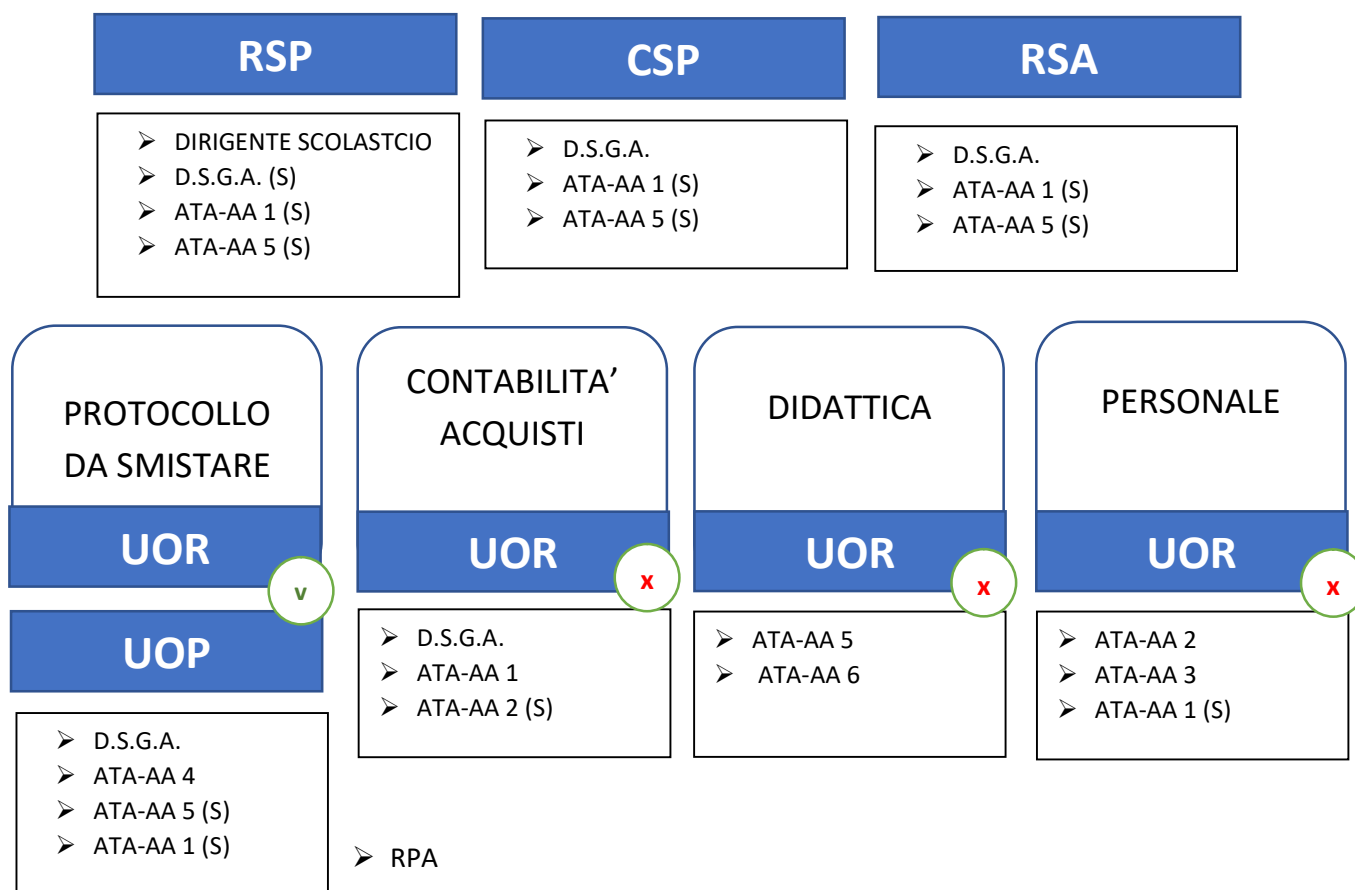 RSP
CSP
RSA
➢ DIRIGENTE SCOLASTCIO
➢ D.S.G.A. (S)
➢ ATA-AA 1 (S)
➢ ATA-AA 5 (S)
➢ D.S.G.A.
➢ ATA-AA 1 (S)
➢ ATA-AA 5 (S)
➢ D.S.G.A.
➢ ATA-AA 1 (S)
➢ ATA-AA 5 (S)
PROTOCOLLO
DA SMISTARE
UOR
v
UOP
➢ D.S.G.A.
➢ ATA-AA 4
➢ ATA-AA 5 (S)
➢ ATA-AA 1 (S)
CONTABILITA’
ACQUISTI
UOR
x
➢ D.S.G.A.
➢ ATA-AA 1
➢ ATA-AA 2 (S)
DIDATTICA
UOR
x
➢ ATA-AA 5
➢ ATA-AA 6
PERSONALE
UOR
x
➢ ATA-AA 2
➢ ATA-AA 3
➢ ATA-AA 1 (S)
➢ RPA